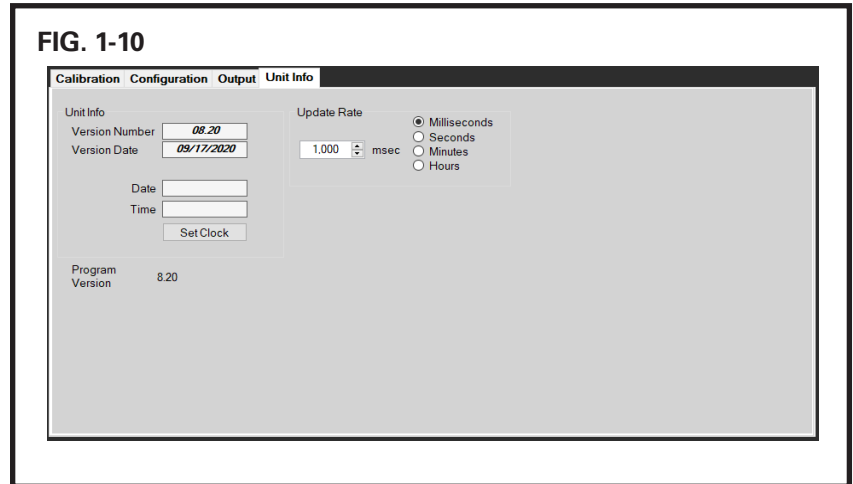 FIG. 1-10
Calibration Configuration Output Unit Info
Unit Info
Version Number 08.20
Version Date 09/17/2020
Date
Time
Set Clock
Program
Version 8.20
Update Rate
1,000 msec
Milliseconds
Seconds
Minutes
Hours